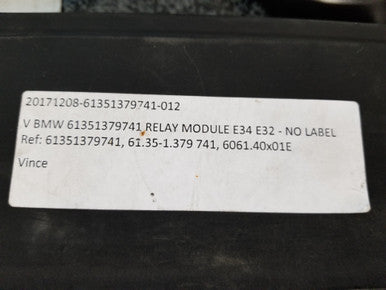 20171208-61351379741-012
V BMW 61351379741 RELAY MODULE E34 E32 - NO LABEL
Ref: 61351379741, 61.35-1.379 741, 6061.40x01E
Vince